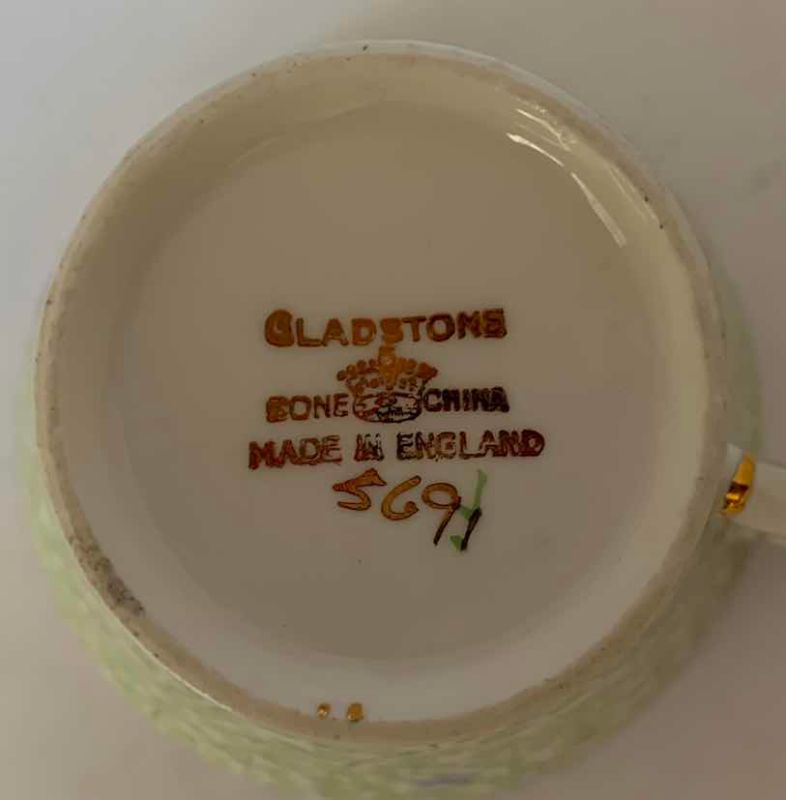 GLADSTONE
BONE CHINA
MADE IN ENGLAND
5691